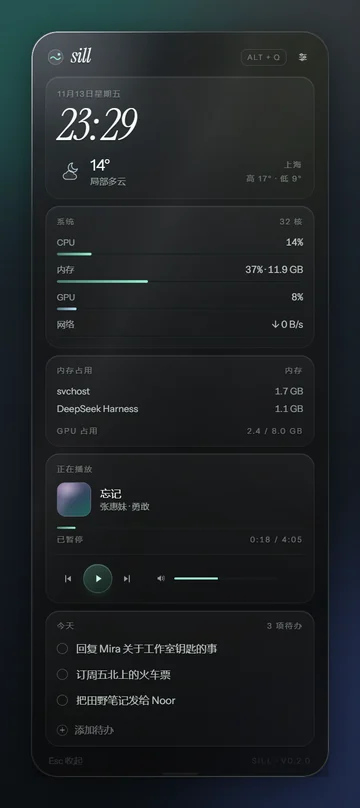 sill
ALT + Q
11月13日星期五
23:29
14°
局部多云
上海
高 17° · 低 9°
系统
32 核
CPU
14%
内存
37% · 11.9 GB
GPU
8%
网络
↓ 0 B/s
内存占用
内存
svchost
1.7 GB
DeepSeek Harness
1.1 GB
GPU 占用
2.4 / 8.0 GB
正在播放
忘记
张惠妹 · 勇敢
已暂停
0:18 / 4:05
今天
3 项待办
回复 Mira 关于工作室钥匙的事
订周五北上的火车票
把田野笔记发给 Noor
添加待办
Esc 收起
SILL · V0.2.0